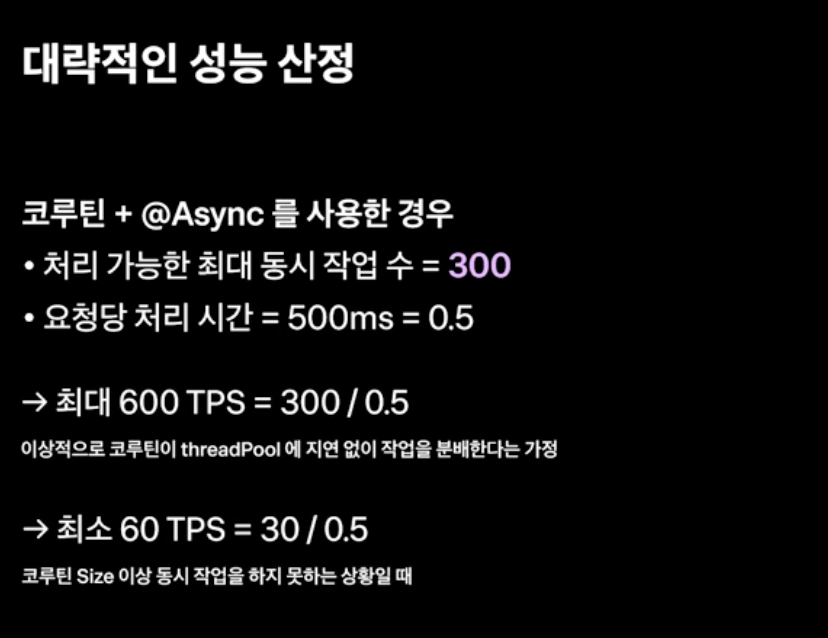 대략적인 성능 산정
코루틴 + @Async 를 사용한 경우
• 처리 가능한 최대 동시 작업 수 = 300
• 요청당 처리 시간 = 500ms = 0.5
→ 최대 600 TPS = 300 / 0.5
이상적으로 코루틴이 threadPool 에 지연 없이 작업을 분배한다는 가정
→ 최소 60 TPS = 30 / 0.5
코루틴 Size 이상 동시 작업을 하지 못하는 상황일 때